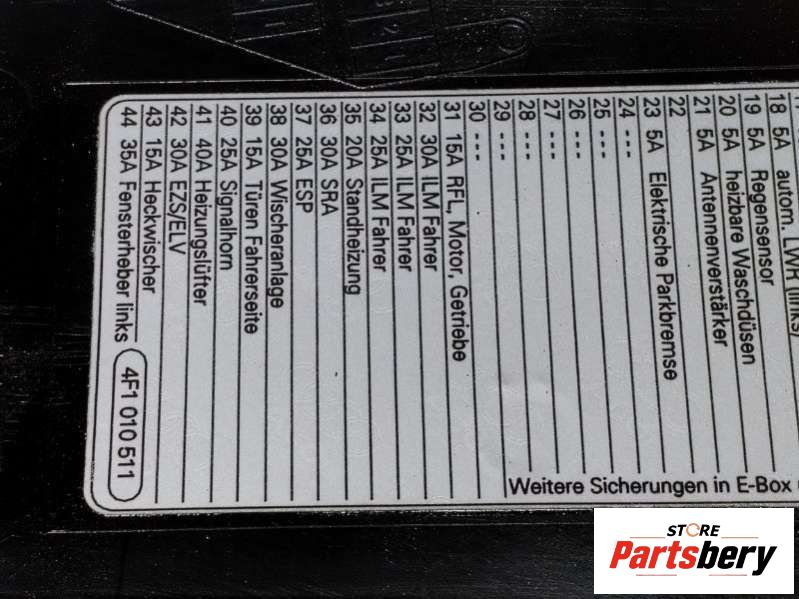 18 5A autom. LWR (links)
19 5A Regensensor
20 5A heizbare Waschdüsen
21 5A Antennenverstärker
22
23 5A Elektrische Parkbremse
24 ---
25 ---
26 ---
27 ---
28 ---
29 ---
30 ---
31 15A RFL, Motor, Getriebe
32 30A ILM Fahrer
33 25A ILM Fahrer
34 25A ILM Fahrer
35 20A Standheizung
36 30A SRA
37 25A ESP
38 30A Wischeranlage
39 15A Türen Fahrerseite
40 25A Signalhorn
41 40A Heizungslüfter
42 30A EZS/ELV
43 15A Heckwischer
44 35A Fensterheber links
4F1 010 511
Weitere Sicherungen in E-Box
STORE
Partsbery